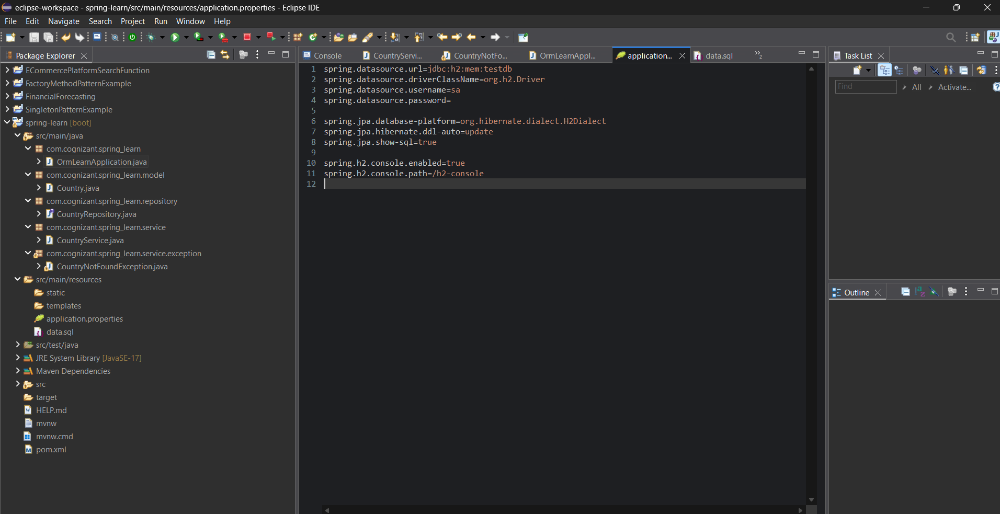 eclipse-workspace - spring-learn/src/main/resources/application.properties - Eclipse IDE
File Edit Navigate Search Project Run Window Help
Package Explorer
ECommercePlatformSearchFunction
FactoryMethodPatternExample
FinancialForecasting
SingletonPatternExample
spring-learn [boot]
src/main/java
com.cognizant.spring_learn
OrmLearnApplication.java
com.cognizant.spring_learn.model
Country.java
com.cognizant.spring_learn.repository
CountryRepository.java
com.cognizant.spring_learn.service
CountryService.java
com.cognizant.spring_learn.service.exception
CountryNotFoundException.java
src/main/resources
static
templates
application.properties
data.sql
src/test/java
JRE System Library [JavaSE-17]
Maven Dependencies
src
target
HELP.md
mvnw
mvnw.cmd
pom.xml
Console CountryServi... CountryNotFo... OrmLearnAppl... application... data.sql »2
1 spring.datasource.url=jdbc:h2:mem:testdb
2 spring.datasource.driverClassName=org.h2.Driver
3 spring.datasource.username=sa
4 spring.datasource.password=
5
6 spring.jpa.database-platform=org.hibernate.dialect.H2Dialect
7 spring.jpa.hibernate.ddl-auto=update
8 spring.jpa.show-sql=true
9
10 spring.h2.console.enabled=true
11 spring.h2.console.path=/h2-console
12
Task List
Find All Activate...
Outline